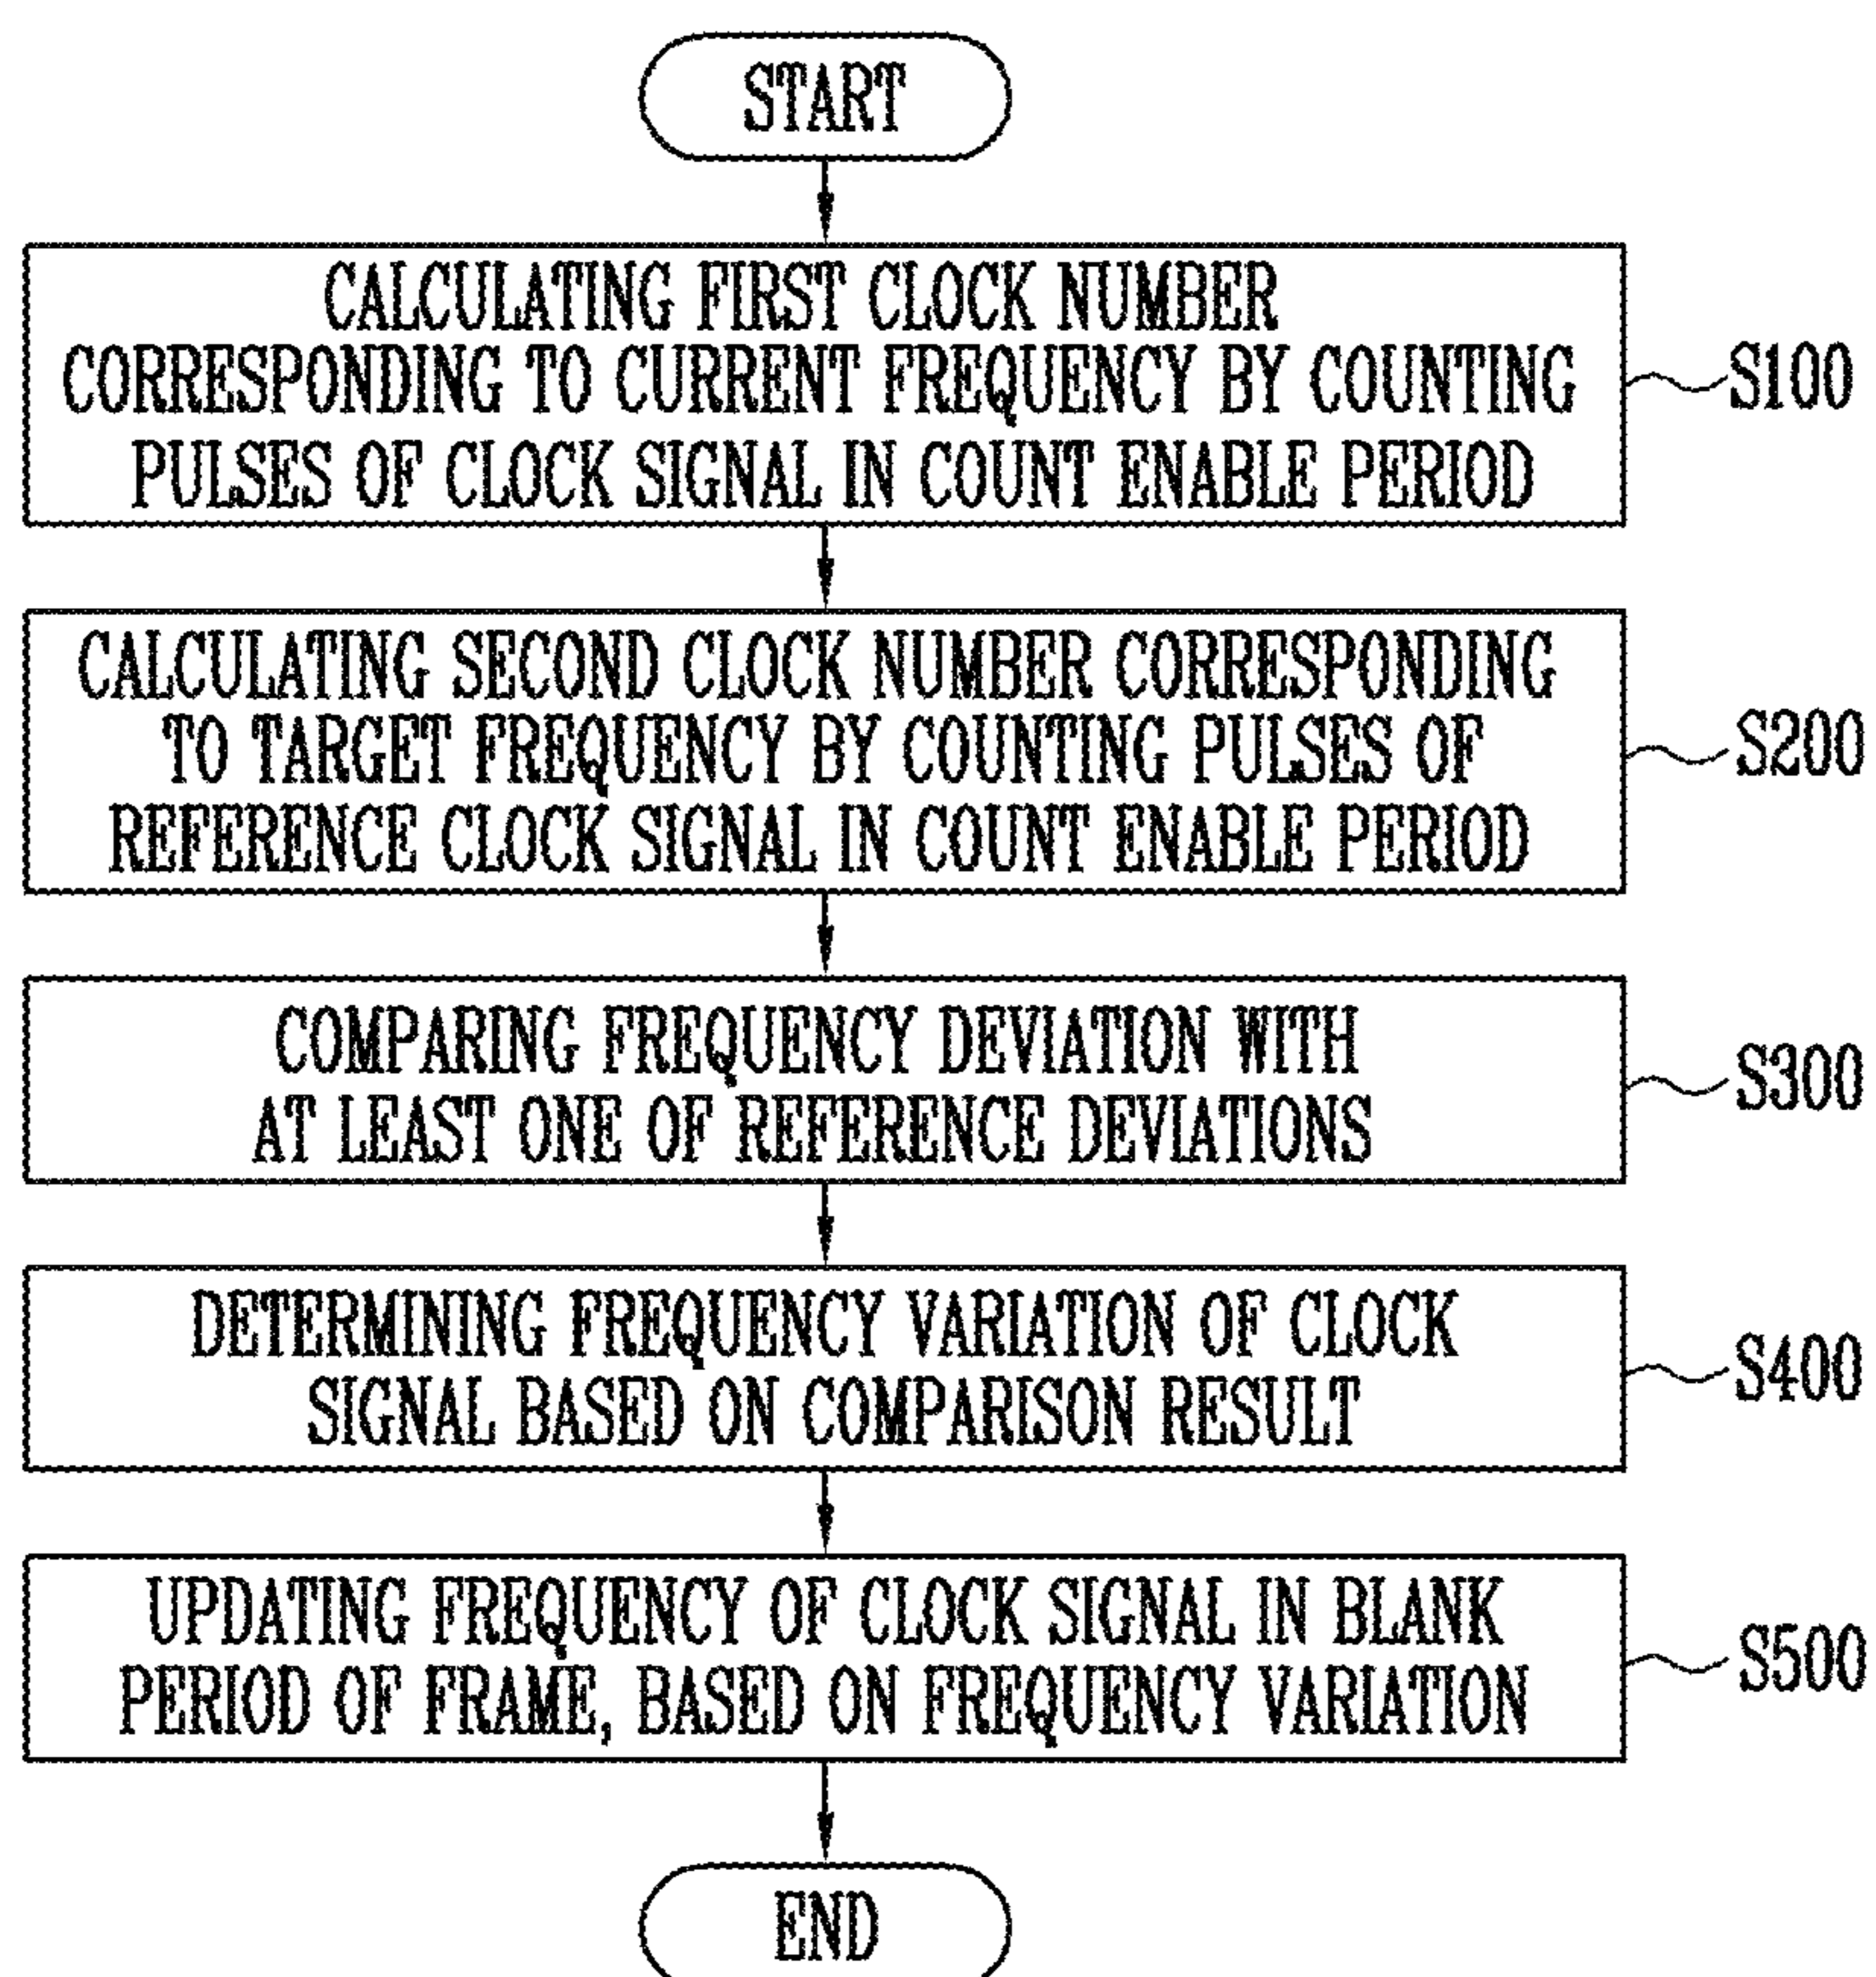 START
CALCULATING FIRST CLOCK NUMBER
CORRESPONDING TO CURRENT FREQUENCY BY COUNTING
PULSES OF CLOCK SIGNAL IN COUNT ENABLE PERIOD
S100
CALCULATING SECOND CLOCK NUMBER CORRESPONDING
TO TARGET FREQUENCY BY COUNTING PULSES OF
REFERENCE CLOCK SIGNAL IN COUNT ENABLE PERIOD
S200
COMPARING FREQUENCY DEVIATION WITH
AT LEAST ONE OF REFERENCE DEVIATIONS
S300
DETERMINING FREQUENCY VARIATION OF CLOCK
SIGNAL BASED ON COMPARISON RESULT
S400
UPDATING FREQUENCY OF CLOCK SIGNAL IN BLANK
PERIOD OF FRAME, BASED ON FREQUENCY VARIATION
S500
END